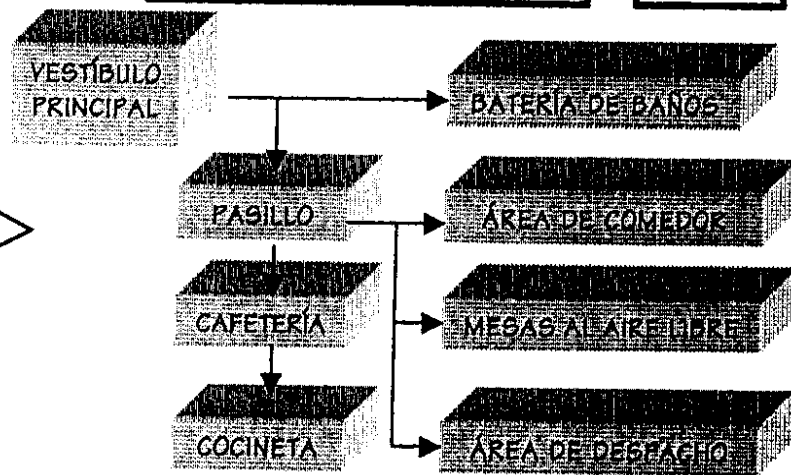 VESTÍBULO
PRINCIPAL
BATERÍA DE BAÑOS
PASILLO
ÁREA DE COMEDOR
CAFETERÍA
MESAS AL AIRE LIBRE
COCINETA
ÁREA DE DESPACHO